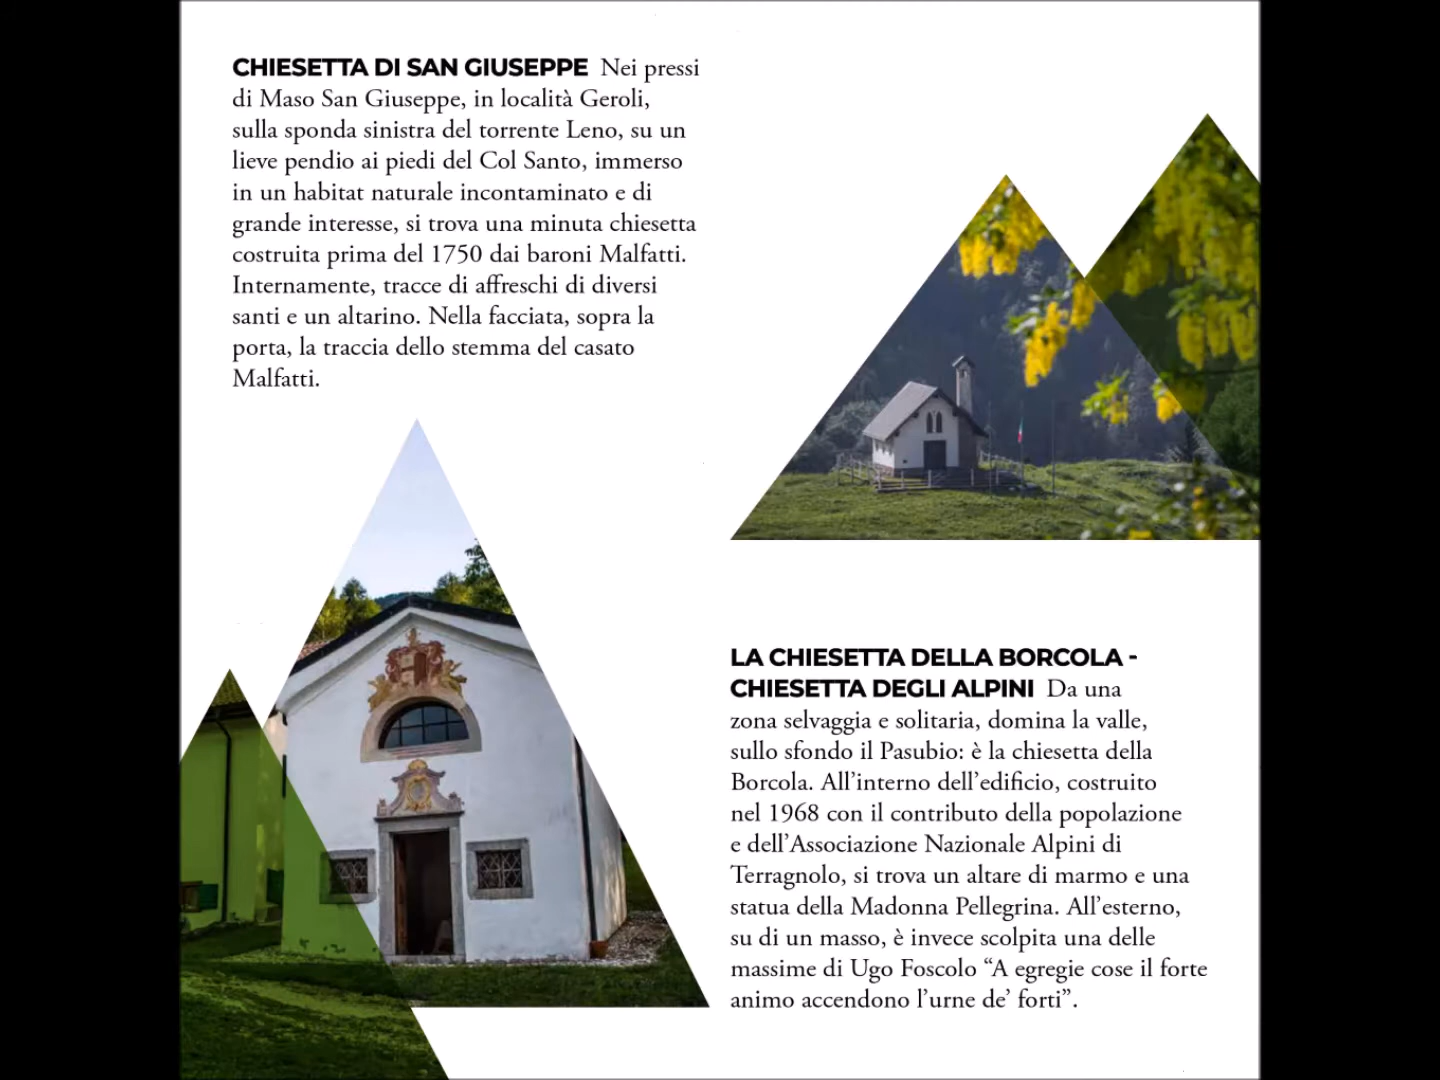 CHIESETTA DI SAN GIUSEPPE Nei pressi
di Maso San Giuseppe, in località Geroli,
sulla sponda sinistra del torrente Leno, su un
lieve pendio ai piedi del Col Santo, immerso
in un habitat naturale incontaminato e di
grande interesse, si trova una minuta chiesetta
costruita prima del 1750 dai baroni Malfatti.
Internamente, tracce di affreschi di diversi
santi e un altarino. Nella facciata, sopra la
porta, la traccia dello stemma del casato
Malfatti.
LA CHIESETTA DELLA BORCOLA -
CHIESETTA DEGLI ALPINI Da una
zona selvaggia e solitaria, domina la valle,
sullo sfondo il Pasubio: è la chiesetta della
Borcola. All’interno dell’edificio, costruito
nel 1968 con il contributo della popolazione
e dell’Associazione Nazionale Alpini di
Terragnolo, si trova un altare di marmo e una
statua della Madonna Pellegrina. All’esterno,
su di un masso, è invece scolpita una delle
massime di Ugo Foscolo “A egregie cose il forte
animo accendono l’urne de’ forti”.